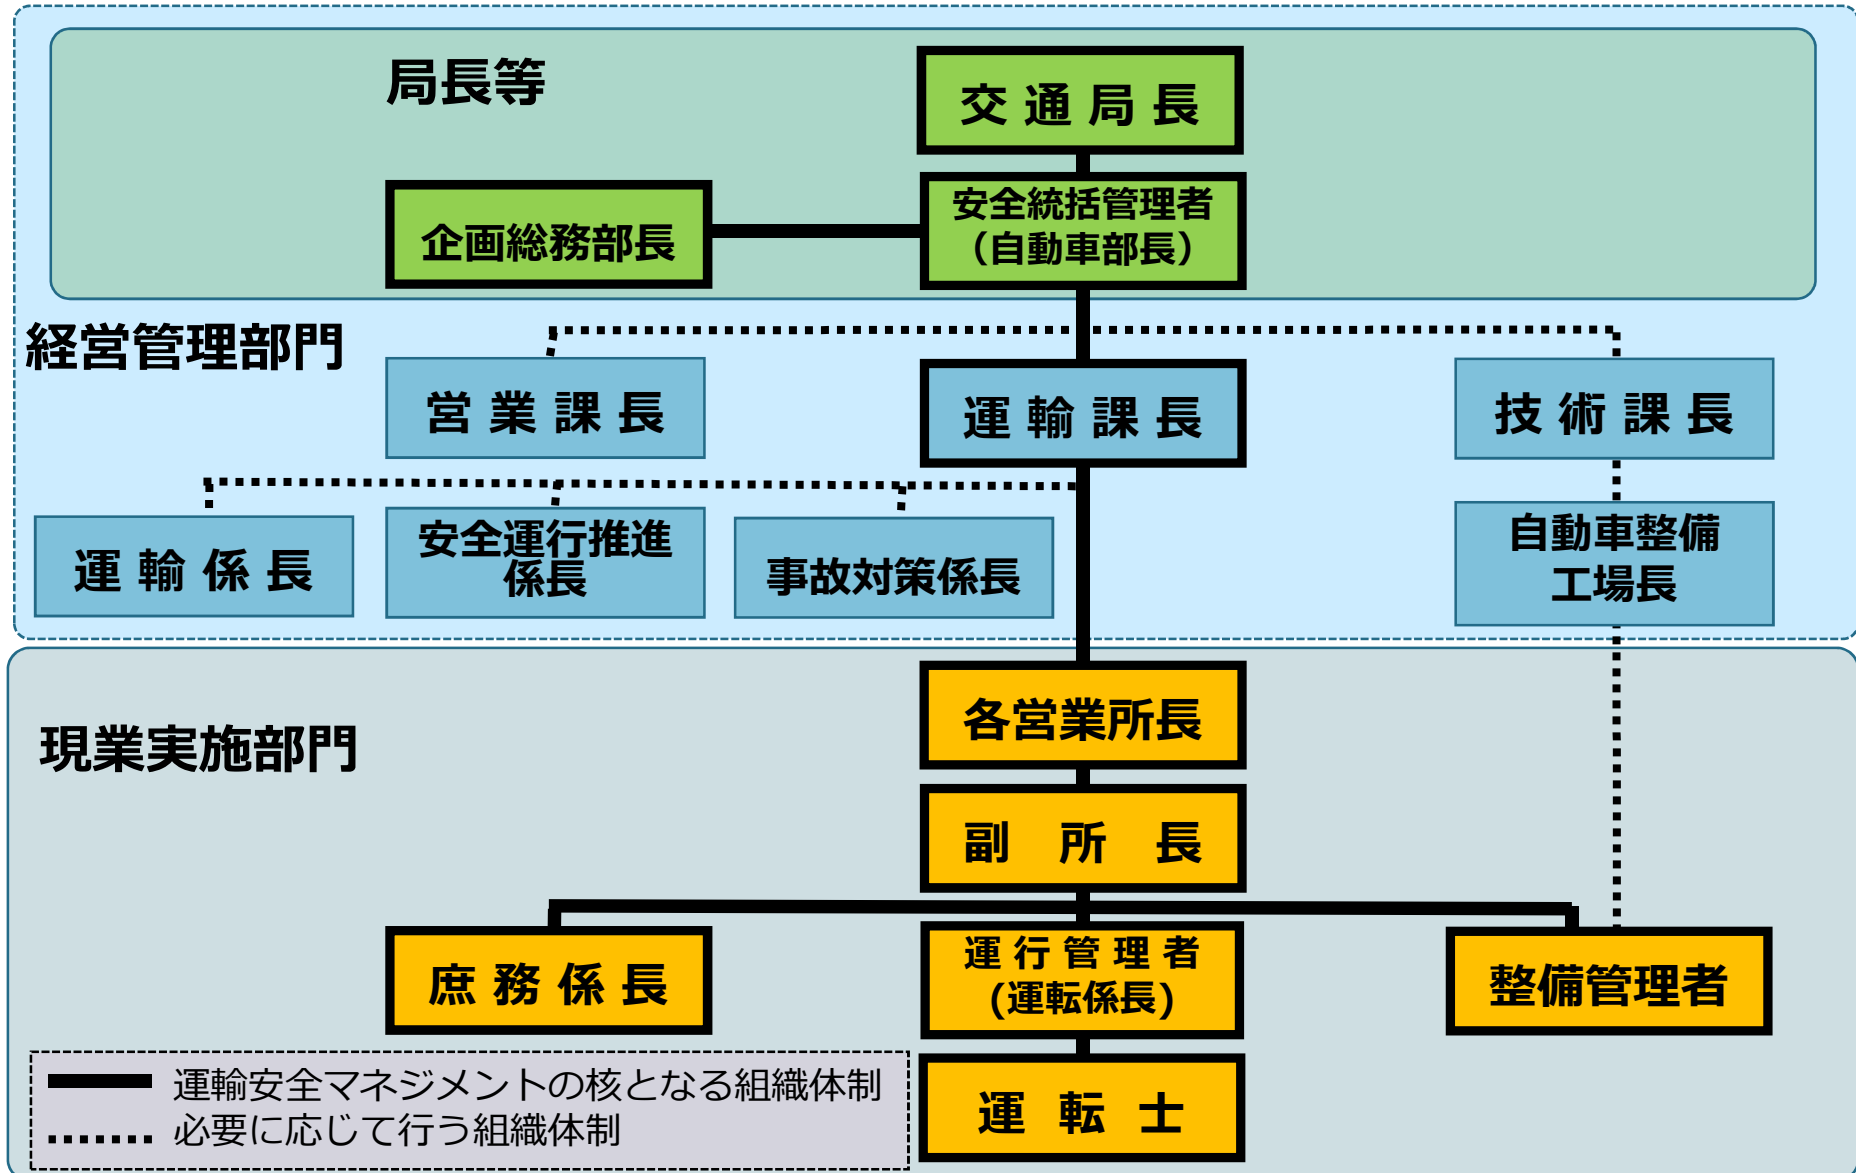 局長等
交通局長
企画総務部長
安全統括管理者
(自動車部長)
経営管理部門
営業課長
運輸課長
技術課長
運輸係長
安全運行推進
係長
事故対策係長
自動車整備
工場長
現業実施部門
各営業所長
副所長
庶務係長
運行管理者
(運転係長)
整備管理者
運転士
運輸安全マネジメントの核となる組織体制
必要に応じて行う組織体制